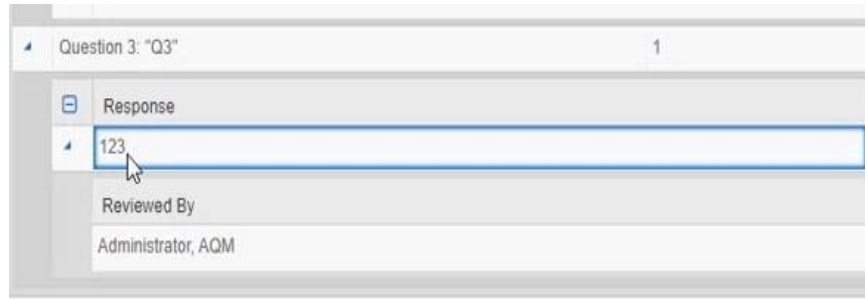 Question 3: "Q3" 1
Response
123
Reviewed By
Administrator, AQM